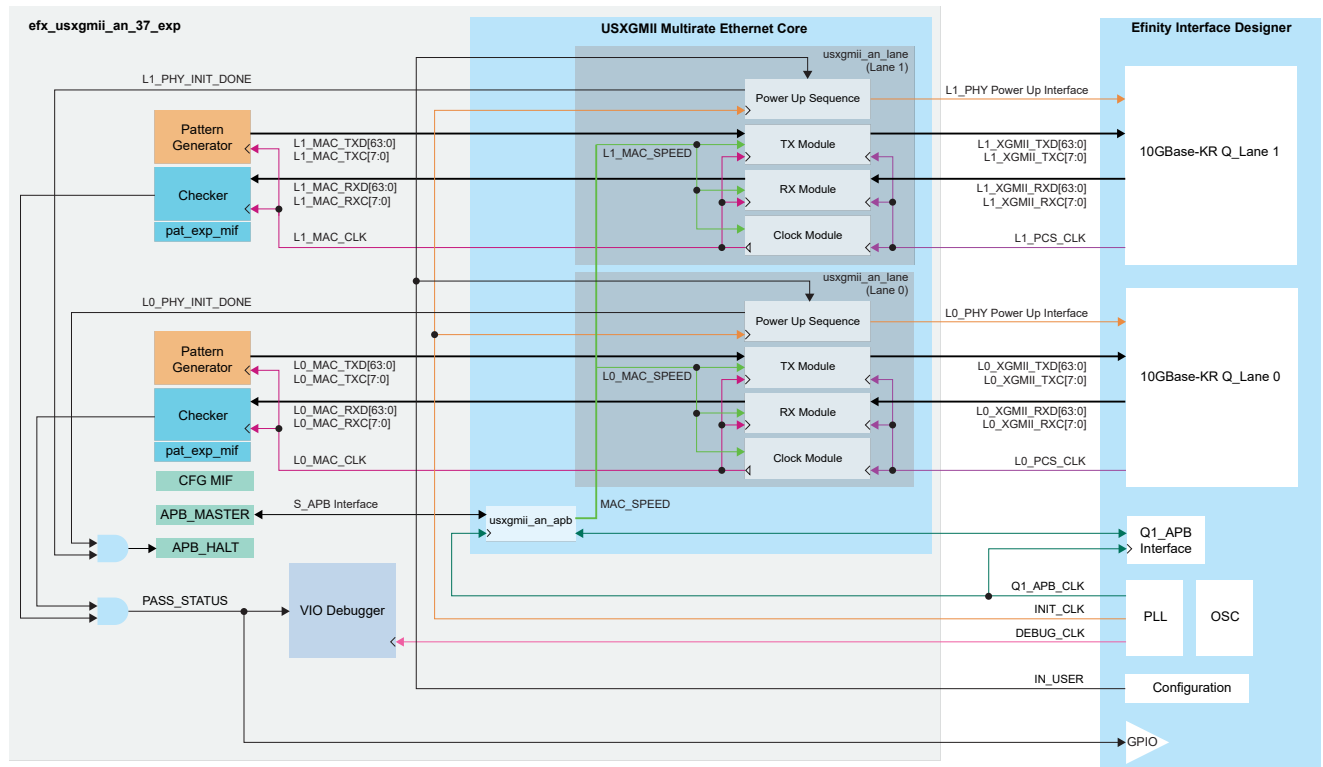 efx_usxgmii_an_37_exp
USXGMII Multirate Ethernet Core
Efinity Interface Designer
usxgmii_an_lane
(Lane 1)
L1_PHY_INIT_DONE
Power Up Sequence
L1_PHY Power Up Interface
Pattern
Generator
L1_MAC_TXD[63:0]
L1_MAC_TXC[7:0]
L1_MAC_SPEED
TX Module
L1_XGMII_TXD[63:0]
L1_XGMII_TXC[7:0]
10GBase-KR Q_Lane 1
Checker
pat_exp_mif
L1_MAC_RXD[63:0]
L1_MAC_RXC[7:0]
RX Module
L1_XGMII_RXD[63:0]
L1_XGMII_RXC[7:0]
L1_MAC_CLK
Clock Module
L1_PCS_CLK
usxgmii_an_lane
(Lane 0)
L0_PHY_INIT_DONE
Power Up Sequence
L0_PHY Power Up Interface
Pattern
Generator
L0_MAC_TXD[63:0]
L0_MAC_TXC[7:0]
L0_MAC_SPEED
TX Module
L0_XGMII_TXD[63:0]
L0_XGMII_TXC[7:0]
10GBase-KR Q_Lane 0
Checker
pat_exp_mif
L0_MAC_RXD[63:0]
L0_MAC_RXC[7:0]
RX Module
L0_XGMII_RXD[63:0]
L0_XGMII_RXC[7:0]
L0_MAC_CLK
Clock Module
L0_PCS_CLK
CFG MIF
S_APB Interface
MAC_SPEED
APB_MASTER
usxgmii_an_apb
APB_HALT
Q1_APB
Interface
Q1_APB_CLK
PASS_STATUS
VIO Debugger
INIT_CLK
DEBUG_CLK
PLL
OSC
IN_USER
Configuration
GPIO